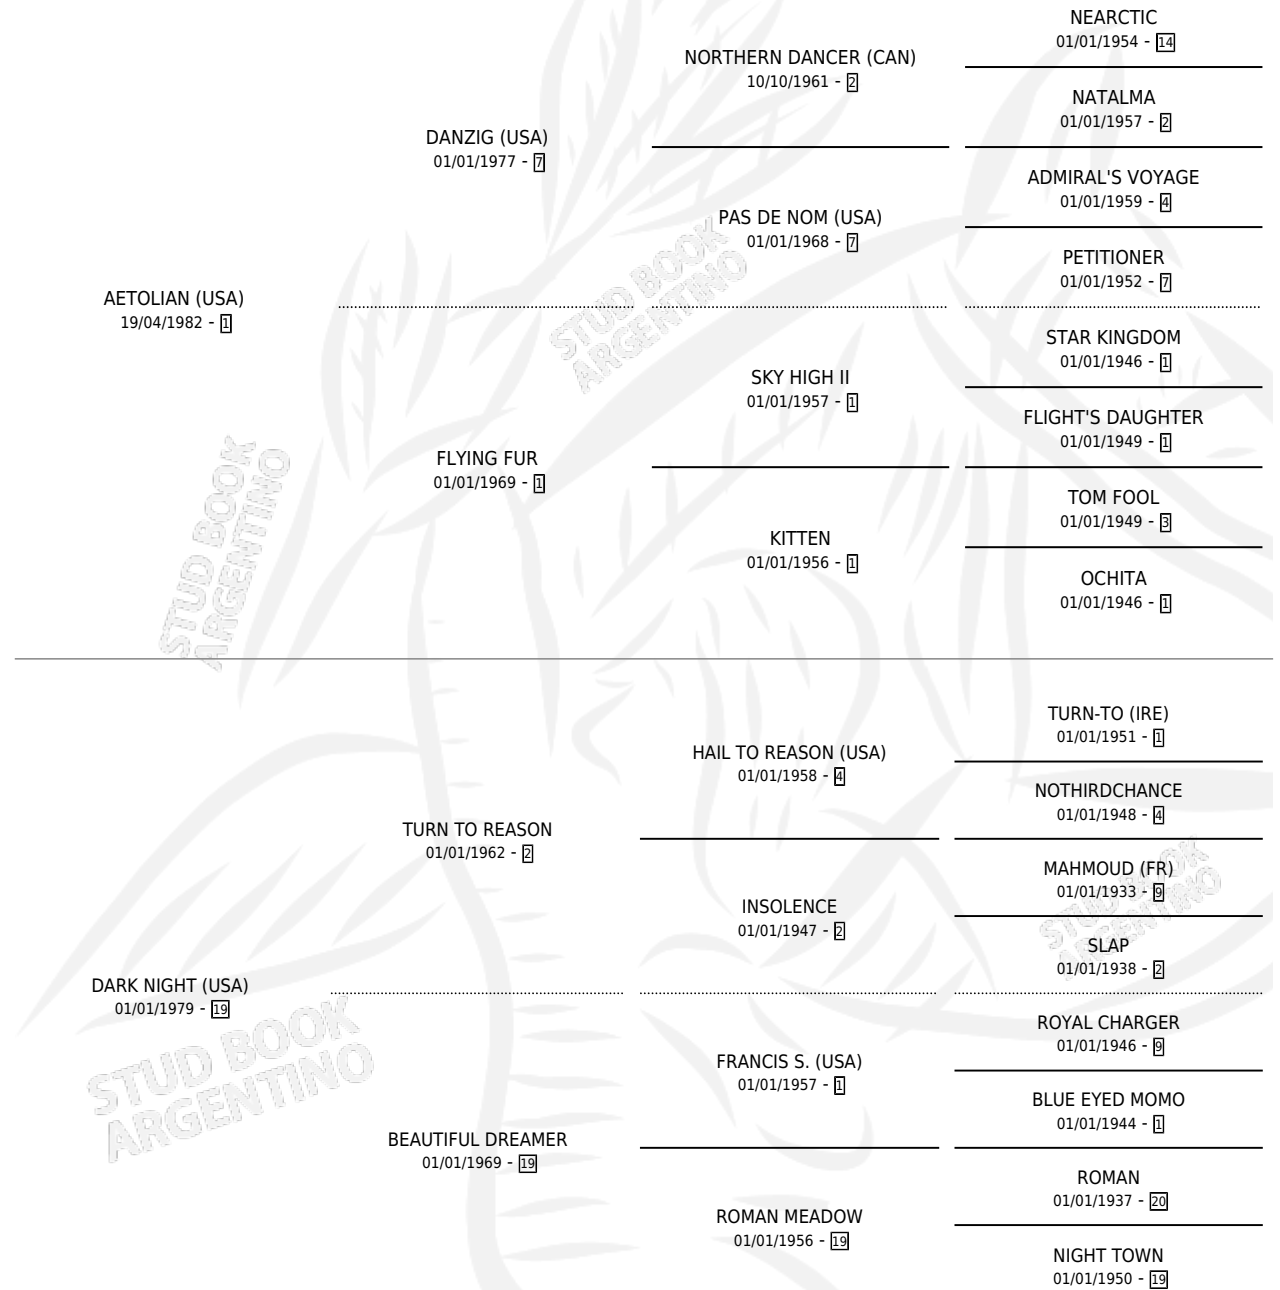 NEARCTIC
01/01/1954 - 14
NORTHERN DANCER (CAN)
10/10/1961 - 2
NATALMA
01/01/1957 - 2
DANZIG (USA)
01/01/1977 - 7
ADMIRAL'S VOYAGE
01/01/1959 - 4
PAS DE NOM (USA)
01/01/1968 - 7
PETITIONER
01/01/1952 - 7
AETOLIAN (USA)
19/04/1982 - 1
STUD BOOK
ARGENTINO
STAR KINGDOM
01/01/1946 - 1
SKY HIGH II
01/01/1957 - 1
FLIGHT'S DAUGHTER
01/01/1949 - 1
FLYING FUR
01/01/1969 - 1
TOM FOOL
01/01/1949 - 3
KITTEN
01/01/1956 - 1
OCHITA
01/01/1946 - 1
STUD BOOK
ARGENTINO
TURN-TO (IRE)
01/01/1951 - 1
HAIL TO REASON (USA)
01/01/1958 - 4
NOTHIRDCHANCE
01/01/1948 - 4
TURN TO REASON
01/01/1962 - 2
MAHMOUD (FR)
01/01/1933 - 9
INSOLENCE
01/01/1947 - 2
STUD BOOK
ARGENTINO
SLAP
01/01/1938 - 2
DARK NIGHT (USA)
01/01/1979 - 19
ROYAL CHARGER
01/01/1946 - 9
FRANCIS S. (USA)
01/01/1957 - 1
BLUE EYED MOMO
01/01/1944 - 1
STUD BOOK
ARGENTINO
BEAUTIFUL DREAMER
01/01/1969 - 19
ROMAN
01/01/1937 - 20
ROMAN MEADOW
01/01/1956 - 19
NIGHT TOWN
01/01/1950 - 19